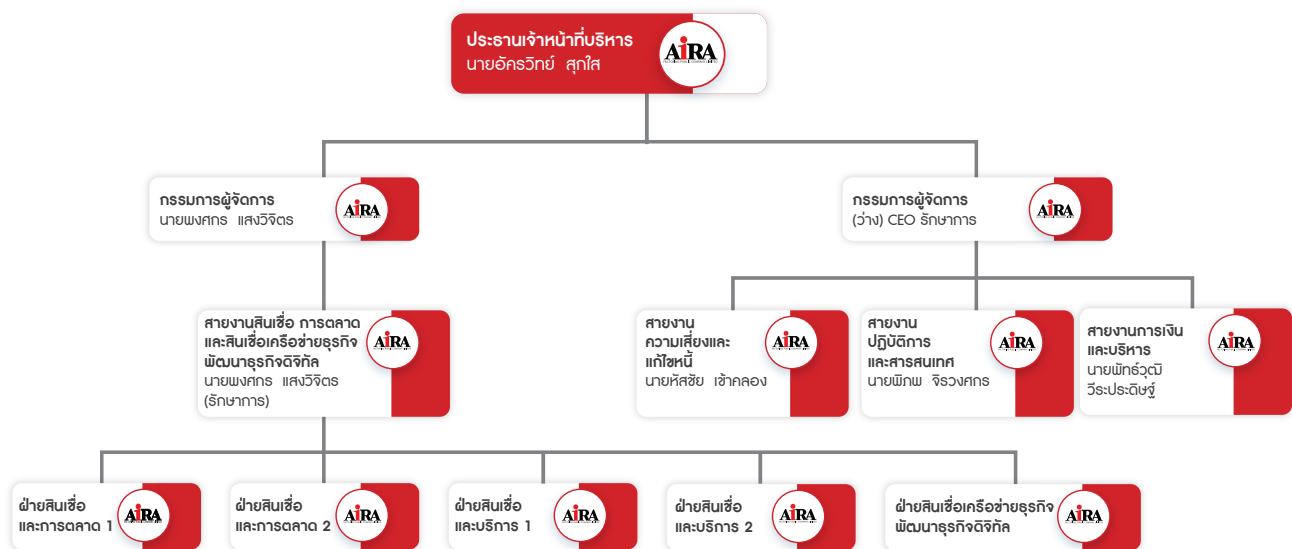 ประธานเจ้าหน้าที่บริหาร
นายอัครวิทย์ สุกใส
AiRA
กรรมการผู้จัดการ
นายพงศกร แสงวิจิตร
AiRA
กรรมการผู้จัดการ
(ว่าง) CEO รักษาการ
AiRA
สายงานสินเชื่อ การตลาด
และสินเชื่อเครือข่ายธุรกิจ
พัฒนาธุรกิจดิจิทัล
นายพงศกร แสงวิจิตร
(รักษาการ)
AiRA
สายงาน
ความเสี่ยงและ
แก้ไขหนี้
นายหัสชัย เข้าคลอง
AiRA
สายงาน
ปฏิบัติการ
และสารสนเทศ
นายพิภพ จิรวงศกร
AiRA
สายงานการเงิน
และบริหาร
นายพัทธ์วุฒิ
วีระประดิษฐ์
AiRA
ฝ่ายสินเชื่อ
และการตลาด 1
AiRA
ฝ่ายสินเชื่อ
และการตลาด 2
AiRA
ฝ่ายสินเชื่อ
และบริการ 1
AiRA
ฝ่ายสินเชื่อ
และบริการ 2
AiRA
ฝ่ายสินเชื่อเครือข่ายธุรกิจ
พัฒนาธุรกิจดิจิทัล
AiRA